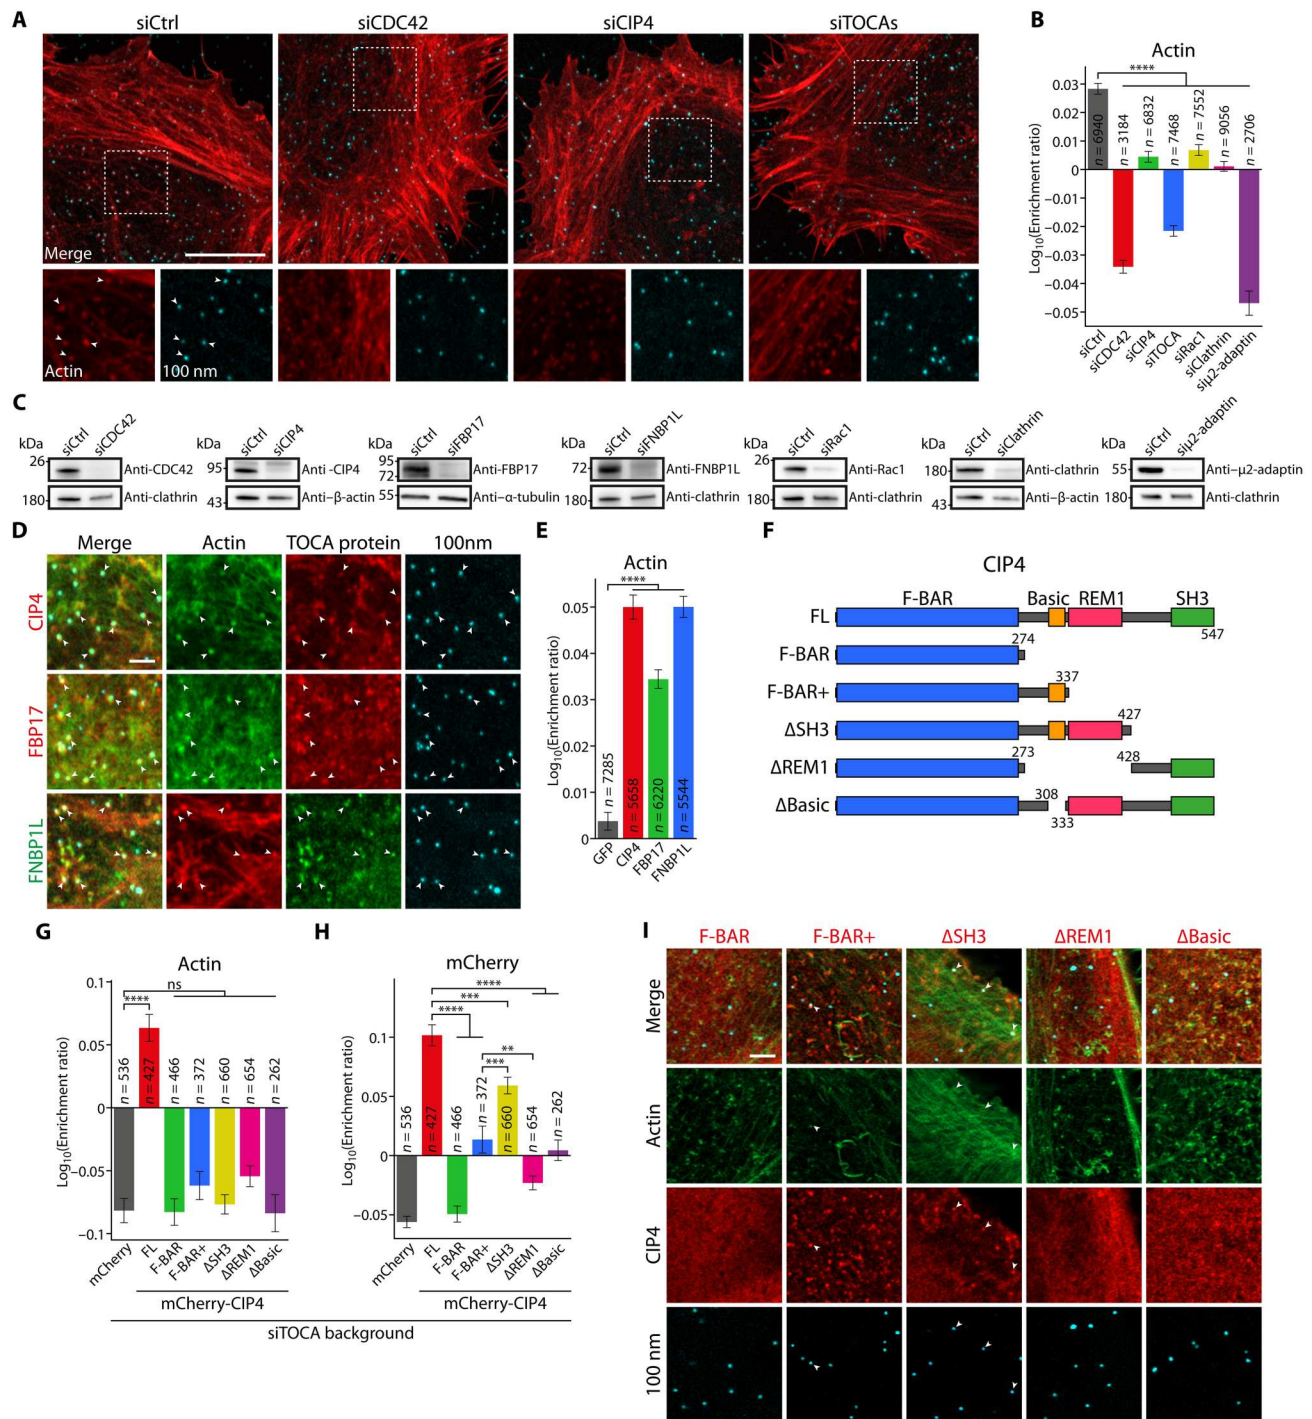 A
siCtrl siCDC42 siCIP4 siTOCAs
Merge
Actin
100 nm
B
Actin
****
Log10(Enrichment ratio)
0.03
0.02
0.01
0
−0.01
−0.02
−0.03
−0.04
−0.05
n = 6940
n = 3184
n = 6832
n = 7468
n = 7552
n = 9056
n = 2706
siCtrl
siCDC42
siCIP4
siTOCA
siRac1
siClathrin
siμ2-adaptin
C
kDa siCtrl siCDC42
26 Anti-CDC42
180 Anti-clathrin
kDa siCtrl siCIP4
95 Anti -CIP4
43 Anti−β-actin
kDa siCtrl siFBP17
95
72 Anti-FBP17
55 Anti−α-tubulin
kDa siCtrl siFNBP1L
72 Anti-FNBP1L
180 Anti-clathrin
kDa siCtrl siRac1
26 Anti-Rac1
180 Anti-clathrin
kDa siCtrl siClathrin
180 Anti-clathrin
43 Anti−β-actin
kDa siCtrl siμ2-adaptin
55 Anti−μ2-adaptin
180 Anti-clathrin
D
Merge Actin TOCA protein 100nm
CIP4
FBP17
FNBP1L
E
Actin
****
Log10(Enrichment ratio)
0.05
0.04
0.03
0.02
0.01
0
n = 7285
n = 5658
n = 6220
n = 5544
GFP
CIP4
FBP17
FNBP1L
F
CIP4
F-BAR Basic REM1 SH3
FL
547
274
F-BAR
337
F-BAR+
427
ΔSH3
273 428
ΔREM1
308
ΔBasic
333
G
Actin
ns
****
Log10(Enrichment ratio)
0.1
0.05
0
−0.05
−0.1
n = 536
n = 427
n = 466
n = 372
n = 660
n = 654
n = 262
mCherry
FL
F-BAR
F-BAR+
ΔSH3
ΔREM1
ΔBasic
mCherry-CIP4
H
mCherry
****
***
****
**
***
Log10(Enrichment ratio)
0.1
0.05
0
−0.05
n = 536
n = 427
n = 466
n = 372
n = 660
n = 654
n = 262
mCherry
FL
F-BAR
F-BAR+
ΔSH3
ΔREM1
ΔBasic
mCherry-CIP4
siTOCA background
I
F-BAR F-BAR+ ΔSH3 ΔREM1 ΔBasic
Merge
Actin
CIP4
100 nm